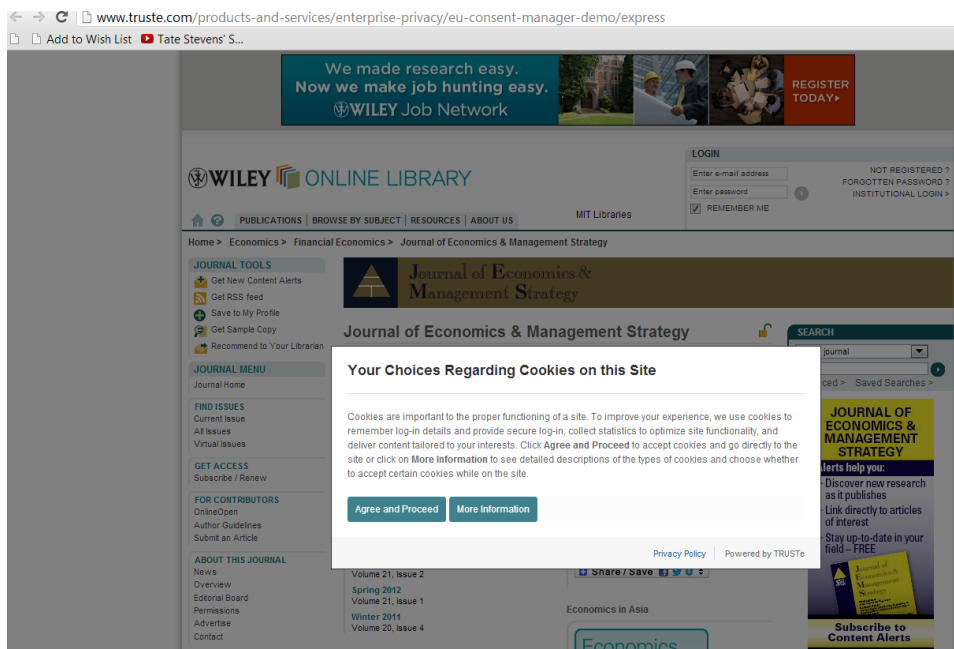 www.truste.com/products-and-services/enterprise-privacy/eu-consent-manager-demo/express
Add to Wish List Tate Stevens' S...
We made research easy.
Now we make job hunting easy.
WILEY Job Network
REGISTER
TODAY
WILEY ONLINE LIBRARY
LOGIN
Enter e-mail address
Enter password
REMEMBER ME
NOT REGISTERED ?
FORGOTTEN PASSWORD ?
INSTITUTIONAL LOGIN >
PUBLICATIONS | BROWSE BY SUBJECT | RESOURCES | ABOUT US
MIT Libraries
Home > Economics > Financial Economics > Journal of Economics & Management Strategy
JOURNAL TOOLS
Get New Content Alerts
Get RSS feed
Save to My Profile
Get Sample Copy
Recommend to Your Librarian
JOURNAL MENU
Journal Home
FIND ISSUES
Current Issue
All Issues
Virtual Issues
GET ACCESS
Subscribe / Renew
FOR CONTRIBUTORS
OnlineOpen
Author Guidelines
Submit an Article
ABOUT THIS JOURNAL
News
Overview
Editorial Board
Permissions
Advertise
Contact
Journal of Economics &
Management Strategy
Journal of Economics & Management Strategy
Your Choices Regarding Cookies on this Site
Cookies are important to the proper functioning of a site. To improve your experience, we use cookies to
remember log-in details and provide secure log-in, collect statistics to optimize site functionality, and
deliver content tailored to your interests. Click Agree and Proceed to accept cookies and go directly to the
site or click on More Information to see detailed descriptions of the types of cookies and choose whether
to accept certain cookies while on the site.
Agree and Proceed More Information
Privacy Policy Powered by TRUSTe
Volume 21, Issue 2
Spring 2012
Volume 21, Issue 1
Winter 2011
Volume 20, Issue 4
Share / Save
Economics in Asia
Economics
SEARCH
journal
Saved Searches >
JOURNAL OF
ECONOMICS &
MANAGEMENT
STRATEGY
Alerts help you:
Discover new research
as it publishes
Link directly to articles
of interest
Stay up-to-date in your
field – FREE
Journal of
Economics &
Management
Strategy
Subscribe to
Content Alerts